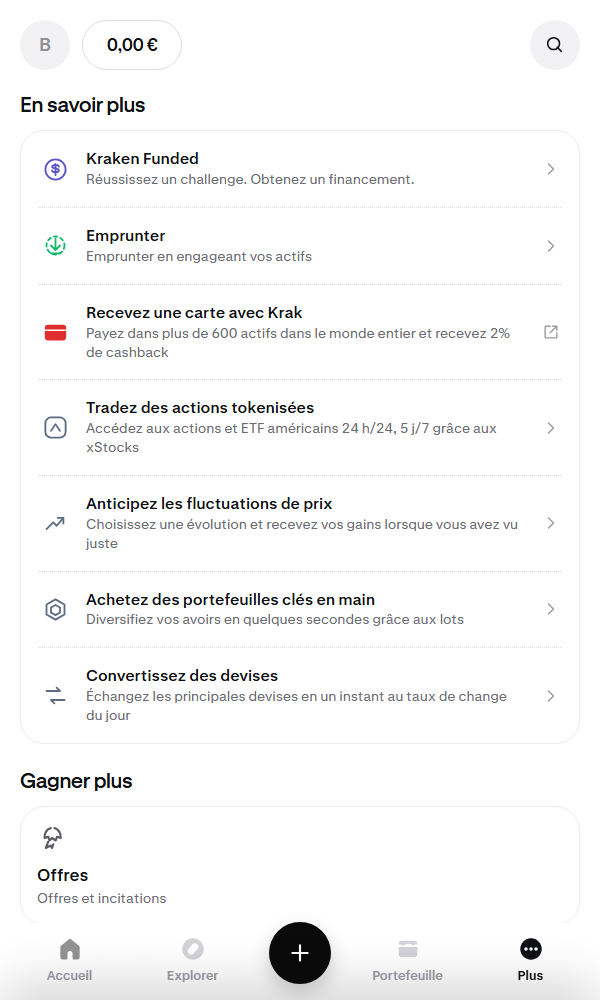 B
0,00 €
En savoir plus
Kraken Funded
Réussissez un challenge. Obtenez un financement.
Emprunter
Emprunter en engageant vos actifs
Recevez une carte avec Krak
Payez dans plus de 600 actifs dans le monde entier et recevez 2%
de cashback
Tradez des actions tokenisées
Accédez aux actions et ETF américains 24 h/24, 5 j/7 grâce aux
xStocks
Anticipez les fluctuations de prix
Choisissez une évolution et recevez vos gains lorsque vous avez vu
juste
Achetez des portefeuilles clés en main
Diversifiez vos avoirs en quelques secondes grâce aux lots
Convertissez des devises
Échangez les principales devises en un instant au taux de change
du jour
Gagner plus
Offres
Offres et incitations
Accueil
Explorer
Portefeuille
Plus